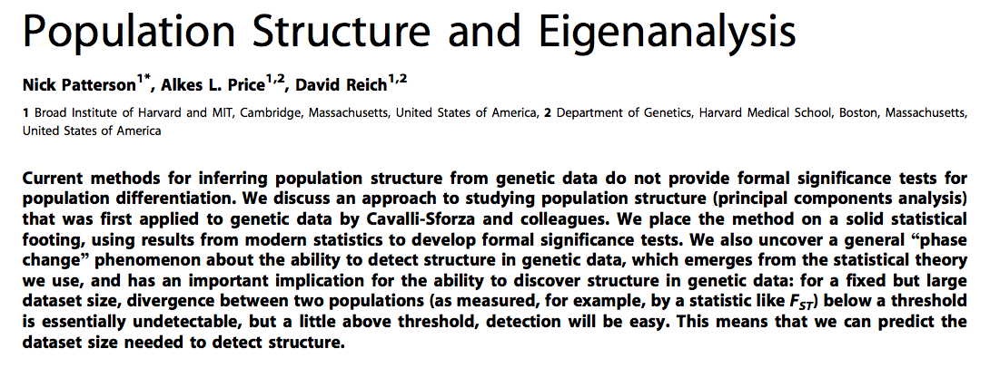 Population Structure and Eigenanalysis
Nick Patterson1*, Alkes L. Price1,2, David Reich1,2
1 Broad Institute of Harvard and MIT, Cambridge, Massachusetts, United States of America, 2 Department of Genetics, Harvard Medical School, Boston, Massachusetts,
United States of America
Current methods for inferring population structure from genetic data do not provide formal significance tests for
population differentiation. We discuss an approach to studying population structure (principal components analysis)
that was first applied to genetic data by Cavalli-Sforza and colleagues. We place the method on a solid statistical
footing, using results from modern statistics to develop formal significance tests. We also uncover a general “phase
change” phenomenon about the ability to detect structure in genetic data, which emerges from the statistical theory
we use, and has an important implication for the ability to discover structure in genetic data: for a fixed but large
dataset size, divergence between two populations (as measured, for example, by a statistic like FST) below a threshold
is essentially undetectable, but a little above threshold, detection will be easy. This means that we can predict the
dataset size needed to detect structure.